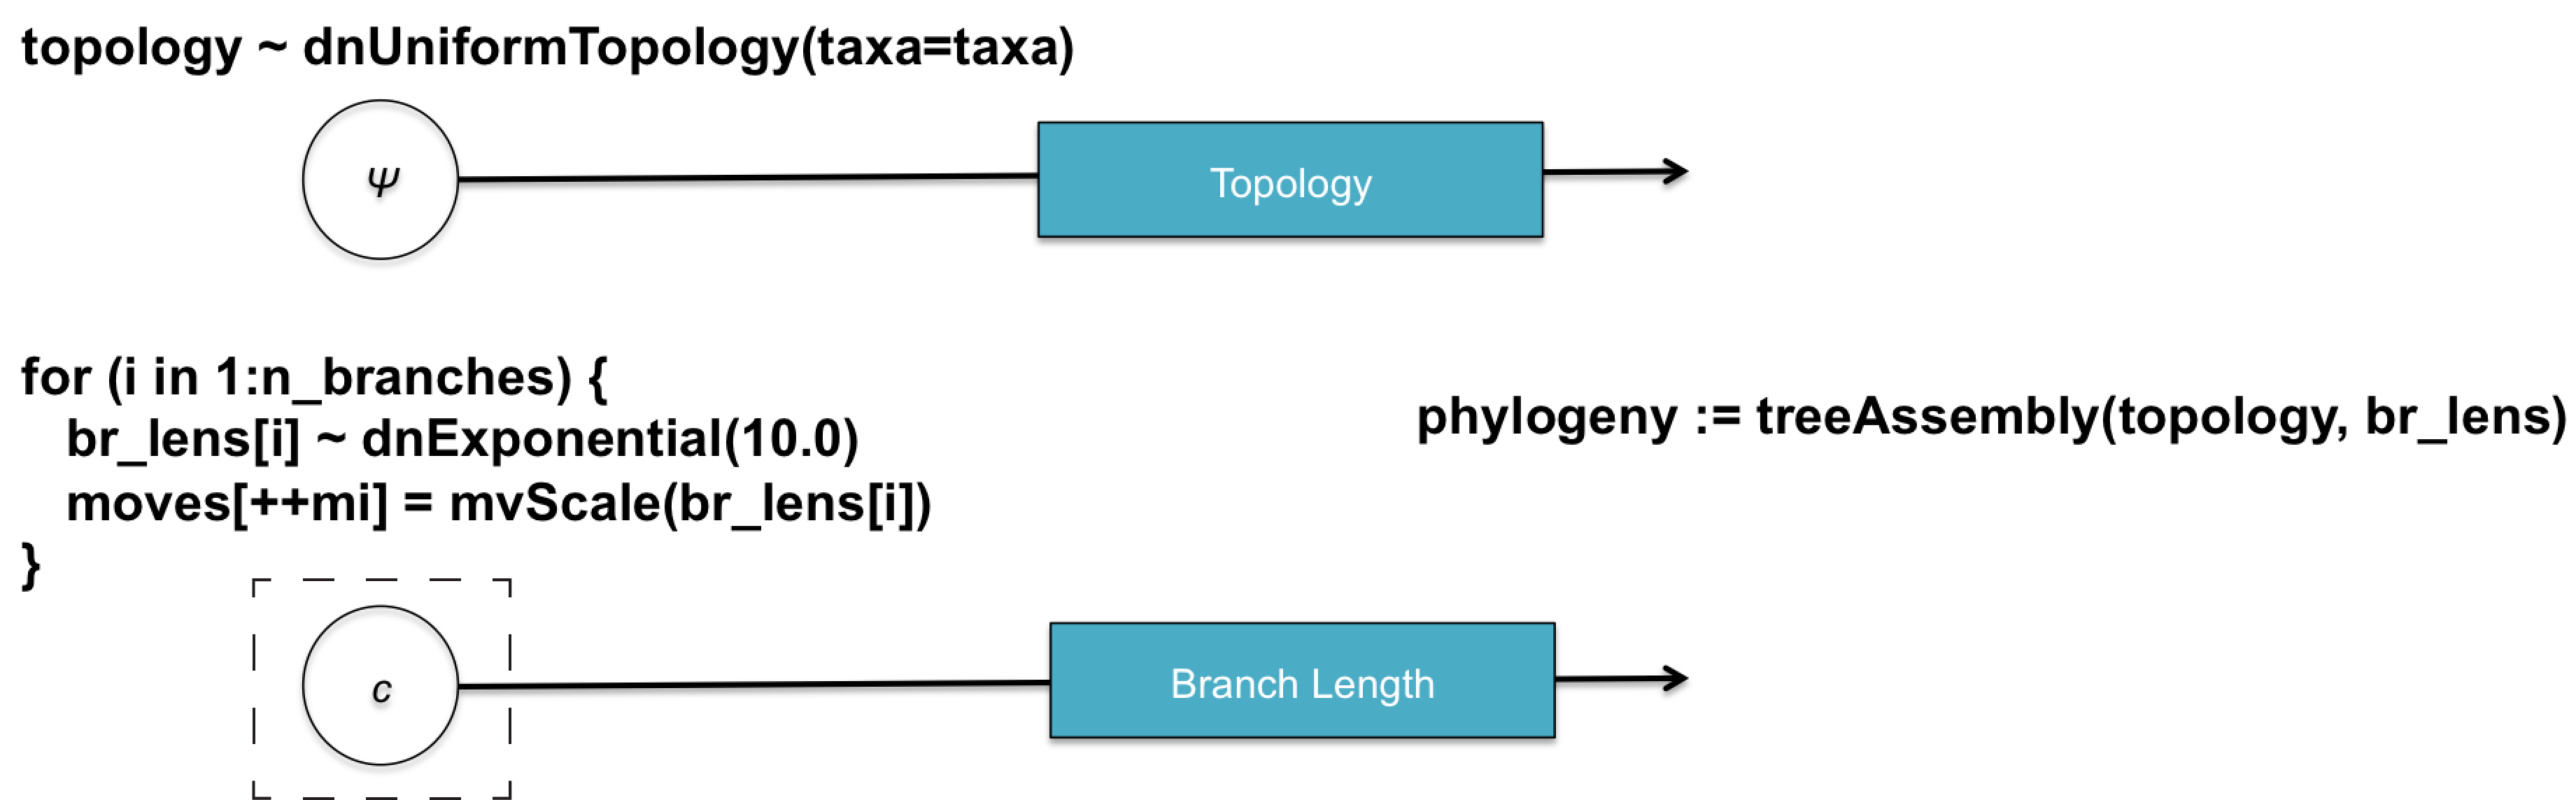 topology ~ dnUniformTopology(taxa=taxa)
Ψ
Topology
for (i in 1:n_branches) {
br_lens[i] ~ dnExponential(10.0)
moves[++mi] = mvScale(br_lens[i])
}
phylogeny := treeAssembly(topology, br_lens)
c
Branch Length